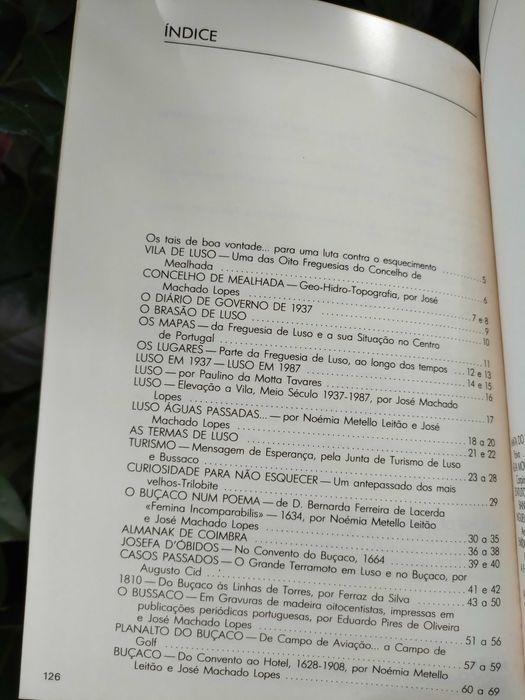 ÍNDICE
Os tais de boa vontade... para uma luta contra o esquecimento 5
VILA DE LUSO — Uma das Oito Freguesias do Concelho de
Mealhada 6
CONCELHO DE MEALHADA — Geo-Hidro-Topografia, por José
Machado Lopes 7 e 8
O DIÁRIO DE GOVERNO DE 1937 9
O BRASÃO DE LUSO 10
OS MAPAS — da Freguesia de Luso e a sua Situação no Centro
de Portugal 11
OS LUGARES — Parte da Freguesia de Luso, ao longo dos tempos 12 e 13
LUSO EM 1937 — LUSO EM 1987 14 e 15
LUSO — por Paulino da Motta Tavares 16
LUSO — Elevação a Vila, Meio Século 1937-1987, por José Machado
Lopes 17
LUSO ÁGUAS PASSADAS... — por Noémia Metello Leitão e José
Machado Lopes 18 a 20
AS TERMAS DE LUSO 21 e 22
TURISMO — Mensagem de Esperança, pela Junta de Turismo de Luso
e Bussaco 23 a 28
CURIOSIDADE PARA NÃO ESQUECER — Um antepassado dos mais
velhos-Trilobite 29
O BUÇACO NUM POEMA — de D. Bernarda Ferreira de Lacerda
«Femina Incomparabilis» — 1634, por Noémia Metello Leitão
e José Machado Lopes 30 a 35
ALMANAK DE COIMBRA 36 a 38
JOSEFA D'ÓBIDOS — No Convento do Buçaco, 1664 39 e 40
CASOS PASSADOS — O Grande Terramoto em Luso e no Buçaco, por
Augusto Cid 41 e 42
1810 — Do Buçaco às Linhas de Torres, por Ferraz da Silva 43 a 50
O BUSSACO — Em Gravuras de madeira oitocentistas, impressas em
publicações periódicas portuguesas, por Eduardo Pires de Oliveira
e José Machado Lopes 51 a 56
PLANALTO DO BUÇACO — De Campo de Aviação... a Campo de
Golf 57 a 59
BUÇACO — Do Convento ao Hotel, 1628-1908, por Noémia Metello
Leitão e José Machado Lopes 60 a 69
126